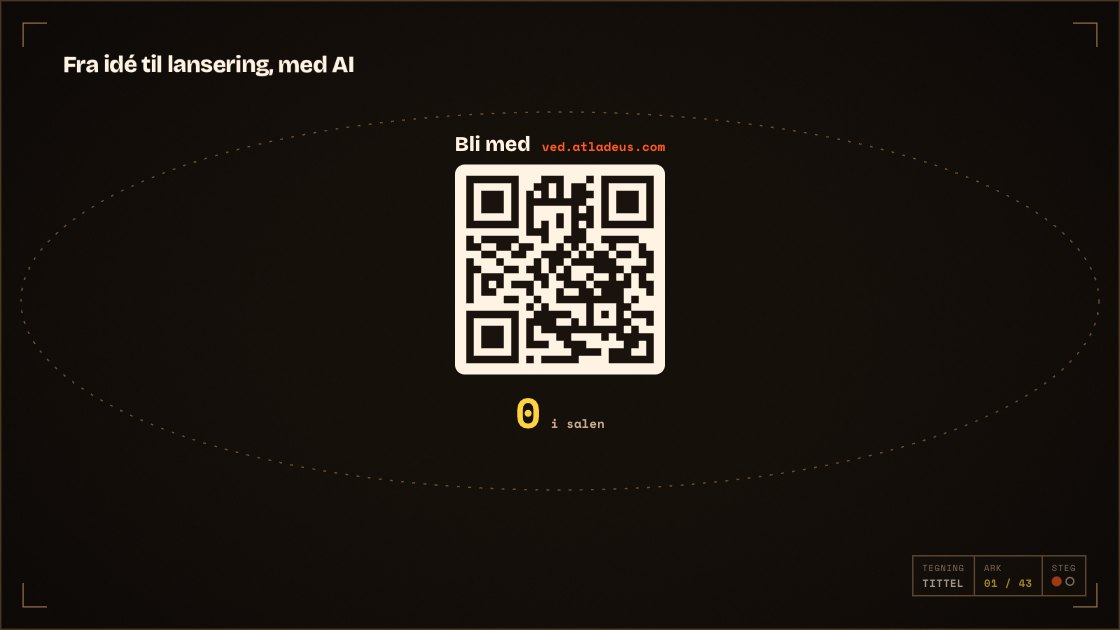 Fra idé til lansering, med AI
Bli med ved.atladeus.com
0 i salen
TEGNING ARK STEG
TITTEL 01 / 43